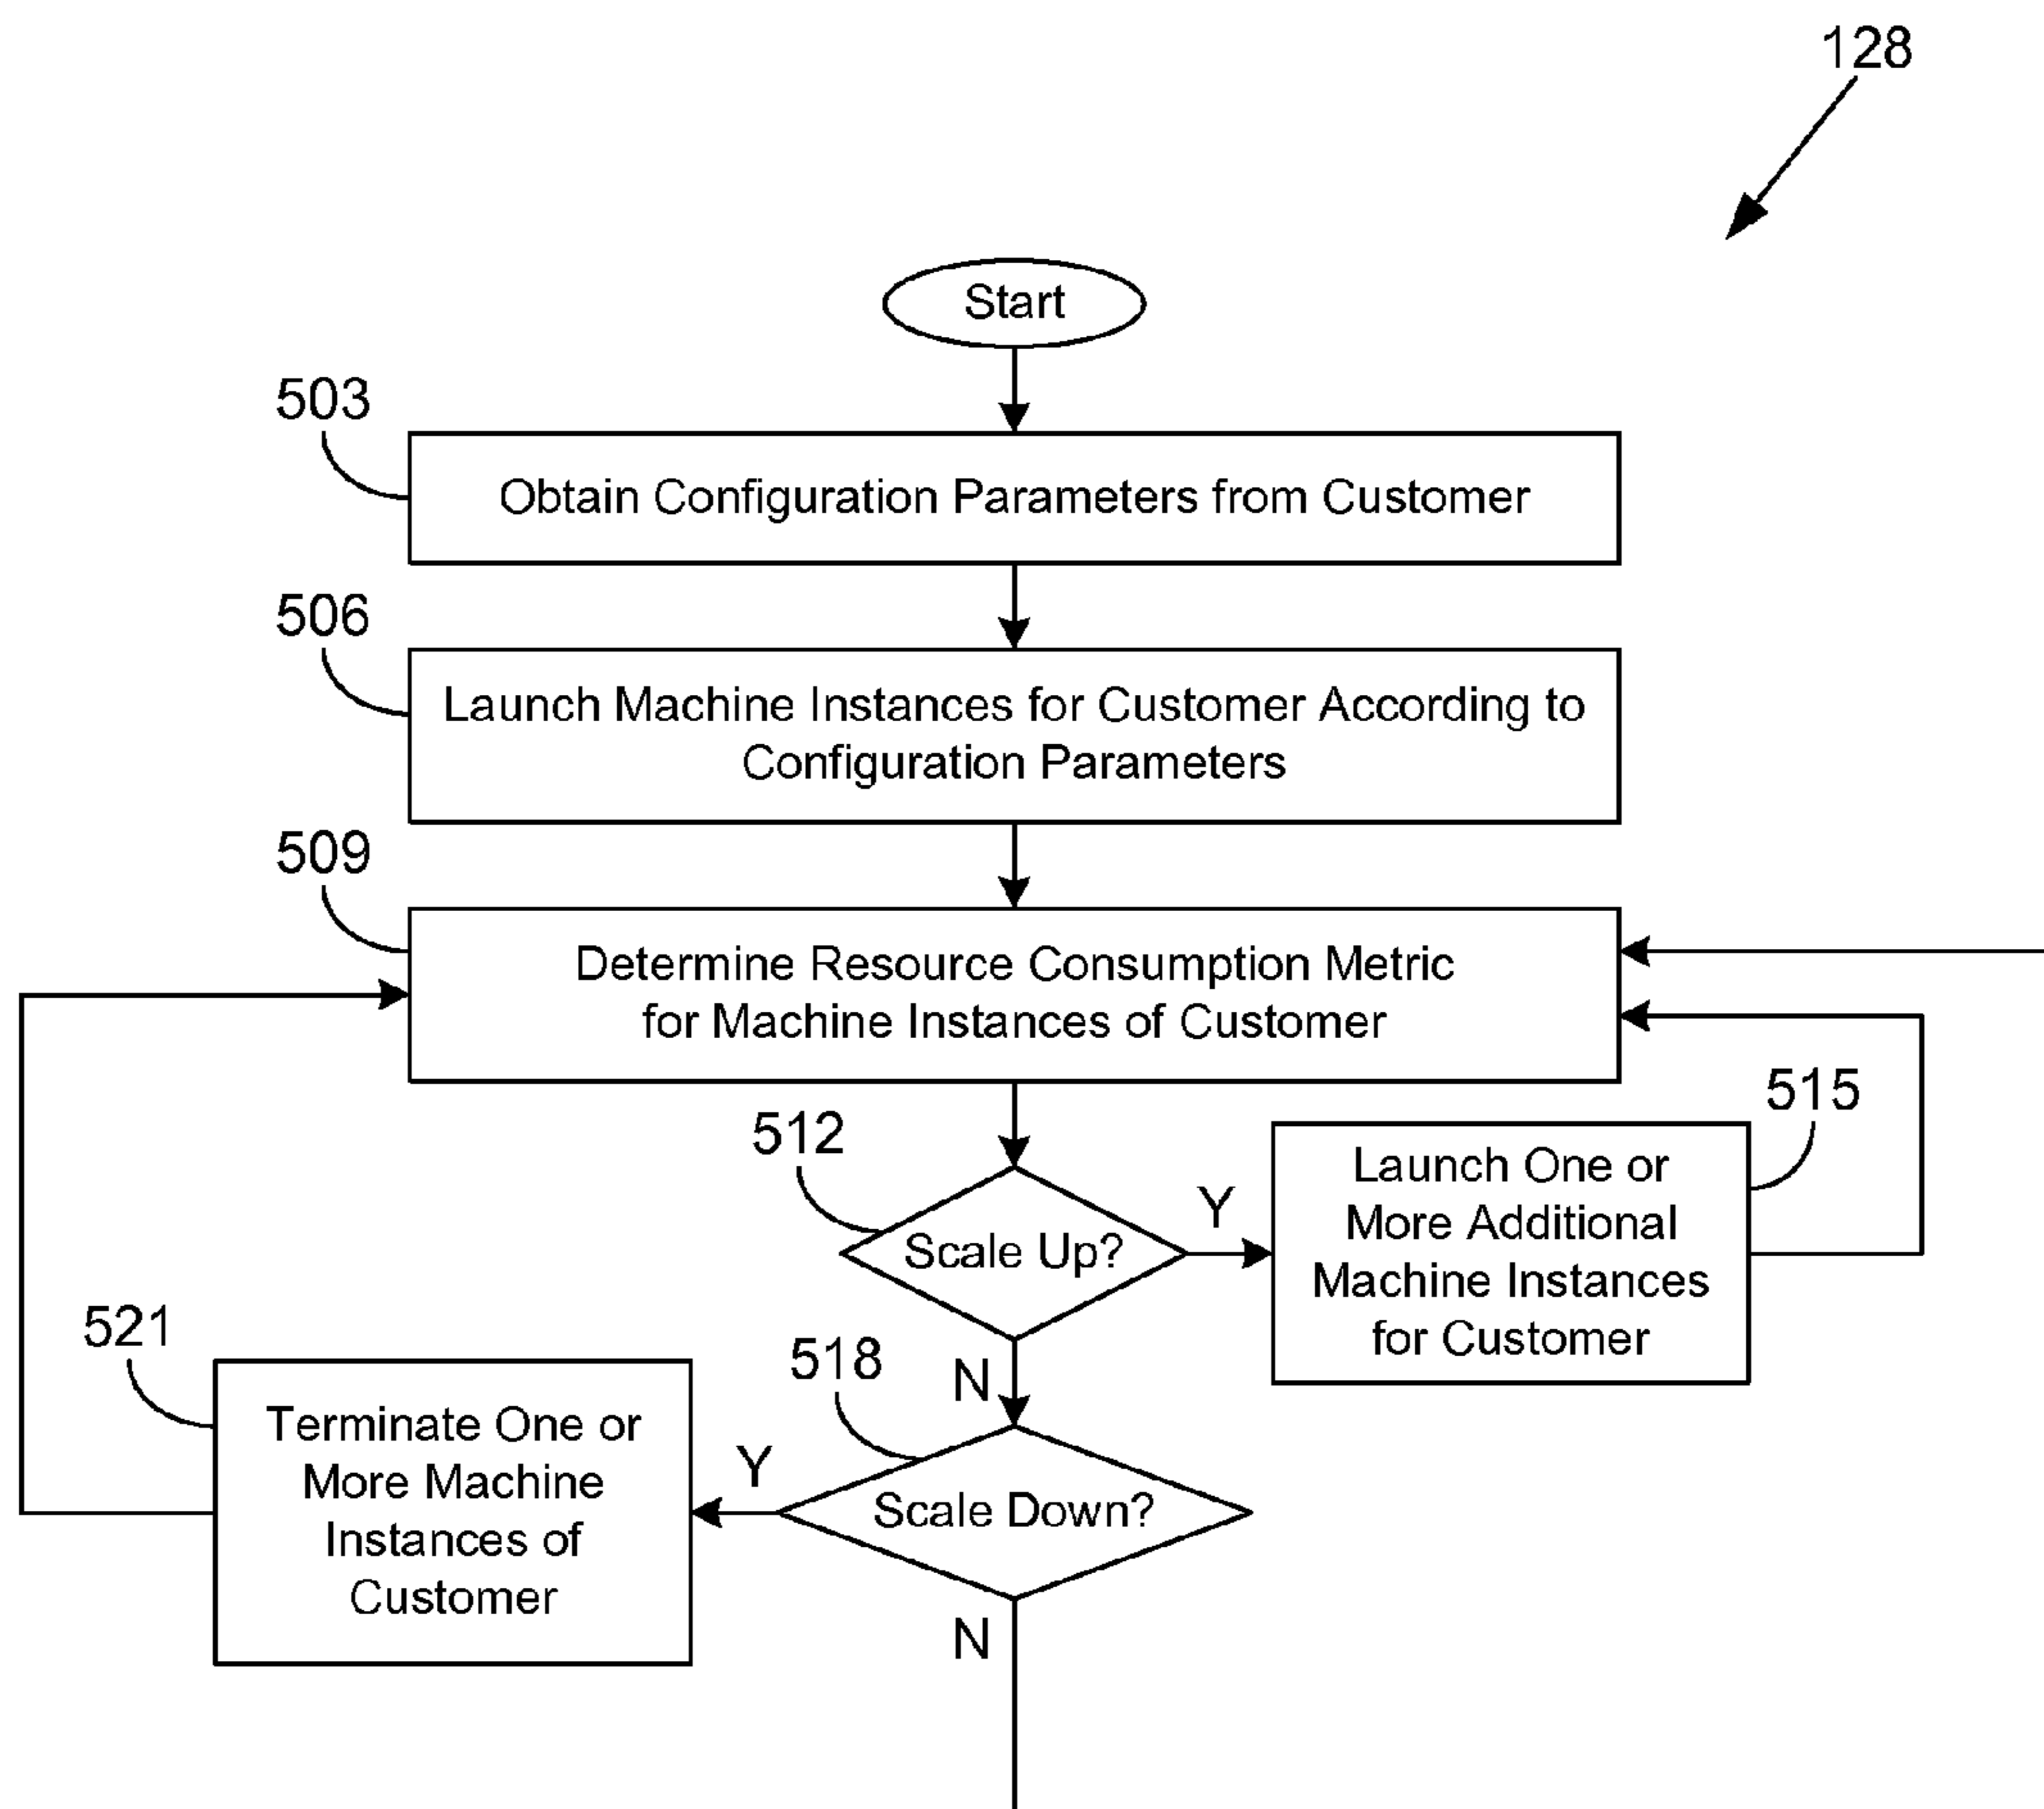 128
Start
503
Obtain Configuration Parameters from Customer
506
Launch Machine Instances for Customer According to
Configuration Parameters
509
Determine Resource Consumption Metric
for Machine Instances of Customer
512
Scale Up?
Y
N
515
Launch One or
More Additional
Machine Instances
for Customer
518
Scale Down?
Y
N
521
Terminate One or
More Machine
Instances of
Customer